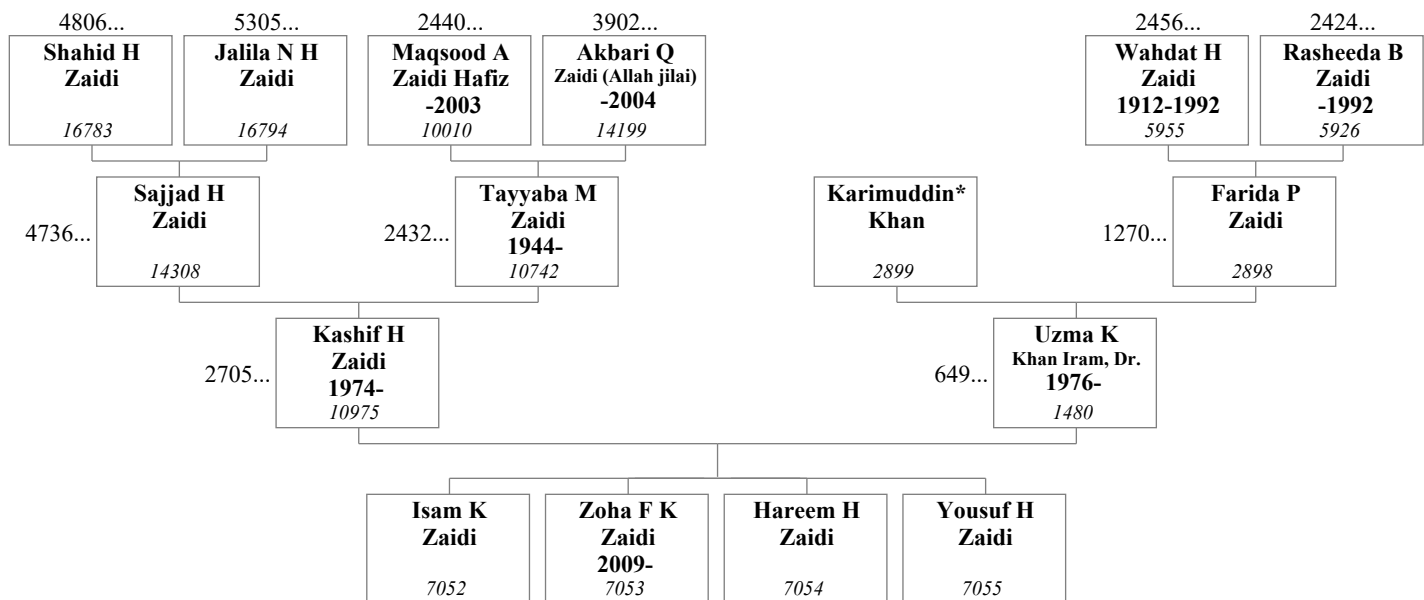 4806...
5305...
2440...
3902...
2456...
2424...
Shahid H
Zaidi
16783
Jalila N H
Zaidi
16794
Maqsood A
Zaidi Hafiz
-2003
10010
Akbari Q
Zaidi (Allah jilai)
-2004
14199
Wahdat H
Zaidi
1912-1992
5955
Rasheeda B
Zaidi
-1992
5926
4736...
Sajjad H
Zaidi
14308
2432...
Tayyaba M
Zaidi
1944-
10742
Karimuddin*
Khan
2899
1270...
Farida P
Zaidi
2898
2705...
Kashif H
Zaidi
1974-
10975
649...
Uzma K
Khan Iram, Dr.
1976-
1480
Isam K
Zaidi
7052
Zoha F K
Zaidi
2009-
7053
Hareem H
Zaidi
7054
Yousuf H
Zaidi
7055